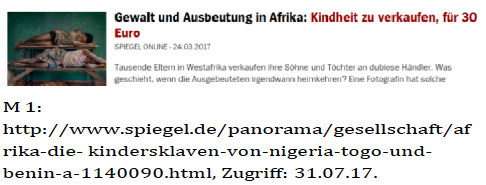 Gewalt und Ausbeutung in Afrika: Kindheit zu verkaufen, für 30
Euro
SPIEGEL ONLINE - 24.03.2017
Tausende Eltern in Westafrika verkaufen ihre Söhne und Töchter an dubiose Händler. Was
geschieht, wenn die Ausgebeuteten irgendwann heimkehren? Eine Fotografin hat solche
M 1:
http://www.spiegel.de/panorama/gesellschaft/af
rika-die- kindersklaven-von-nigeria-togo-und-
benin-a-1140090.html, Zugriff: 31.07.17.